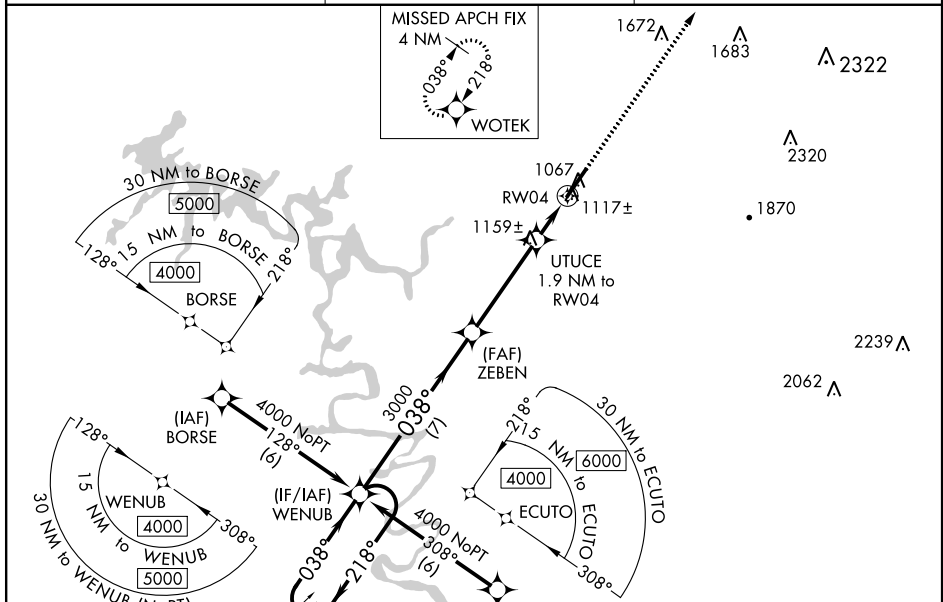 MISSED APCH FIX
4 NM
038°
218°
WOTEK
1672
1683
2322
2320
1067
RW04
1117±
1870
1159±
UTUCE
1.9 NM to
RW04
30 NM to BORSE
5000
15 NM to BORSE
4000
128°
218°
BORSE
(FAF)
ZEBEN
2239
2062
3000
038°
(7)
(IAF)
BORSE
4000 NoPT
128°
(6)
(IF/IAF)
WENUB
128°
WENUB
4000
15 NM to WENUB
308°
5000
30 NM to WENUB (NoPT)
218°
30 NM to ECUTO
6000
215 NM to ECUTO
4000
ECUTO
308°
4000 NoPT
308°
(6)
038°
218°